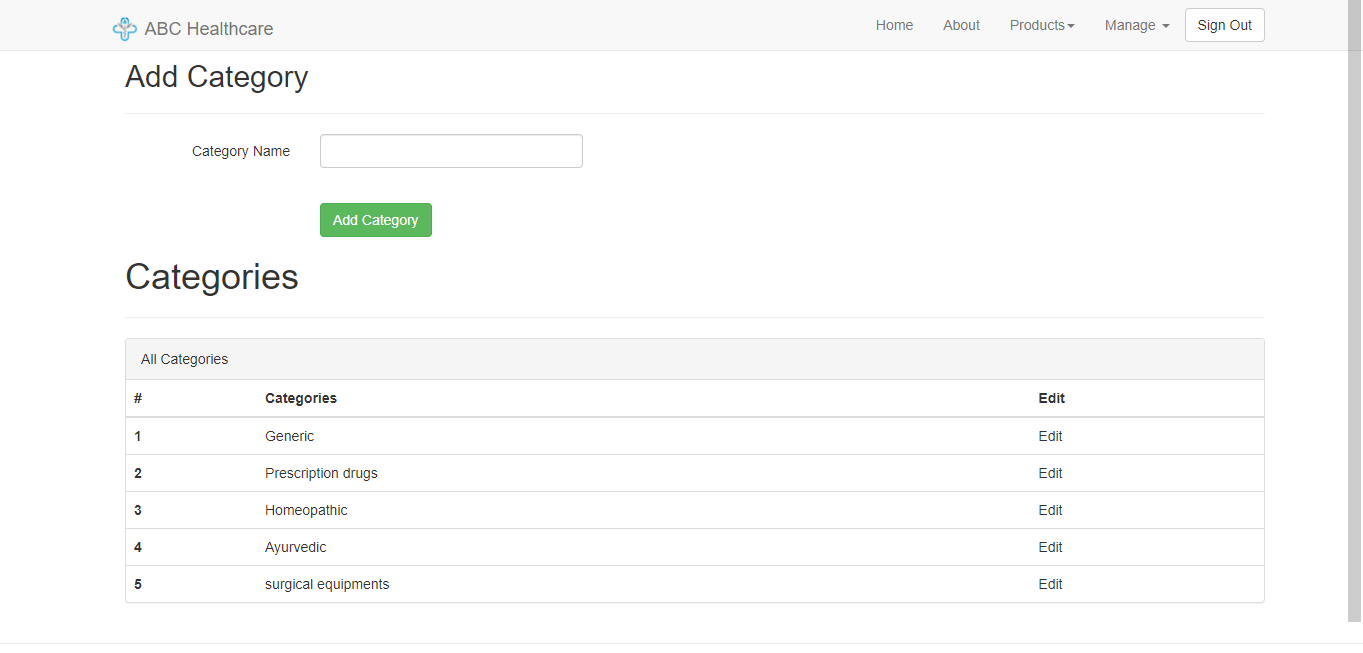 ABC Healthcare Home About Products Manage Sign Out
Add Category
Category Name
Add Category
Categories
All Categories
# Categories Edit
1 Generic Edit
2 Prescription drugs Edit
3 Homeopathic Edit
4 Ayurvedic Edit
5 surgical equipments Edit